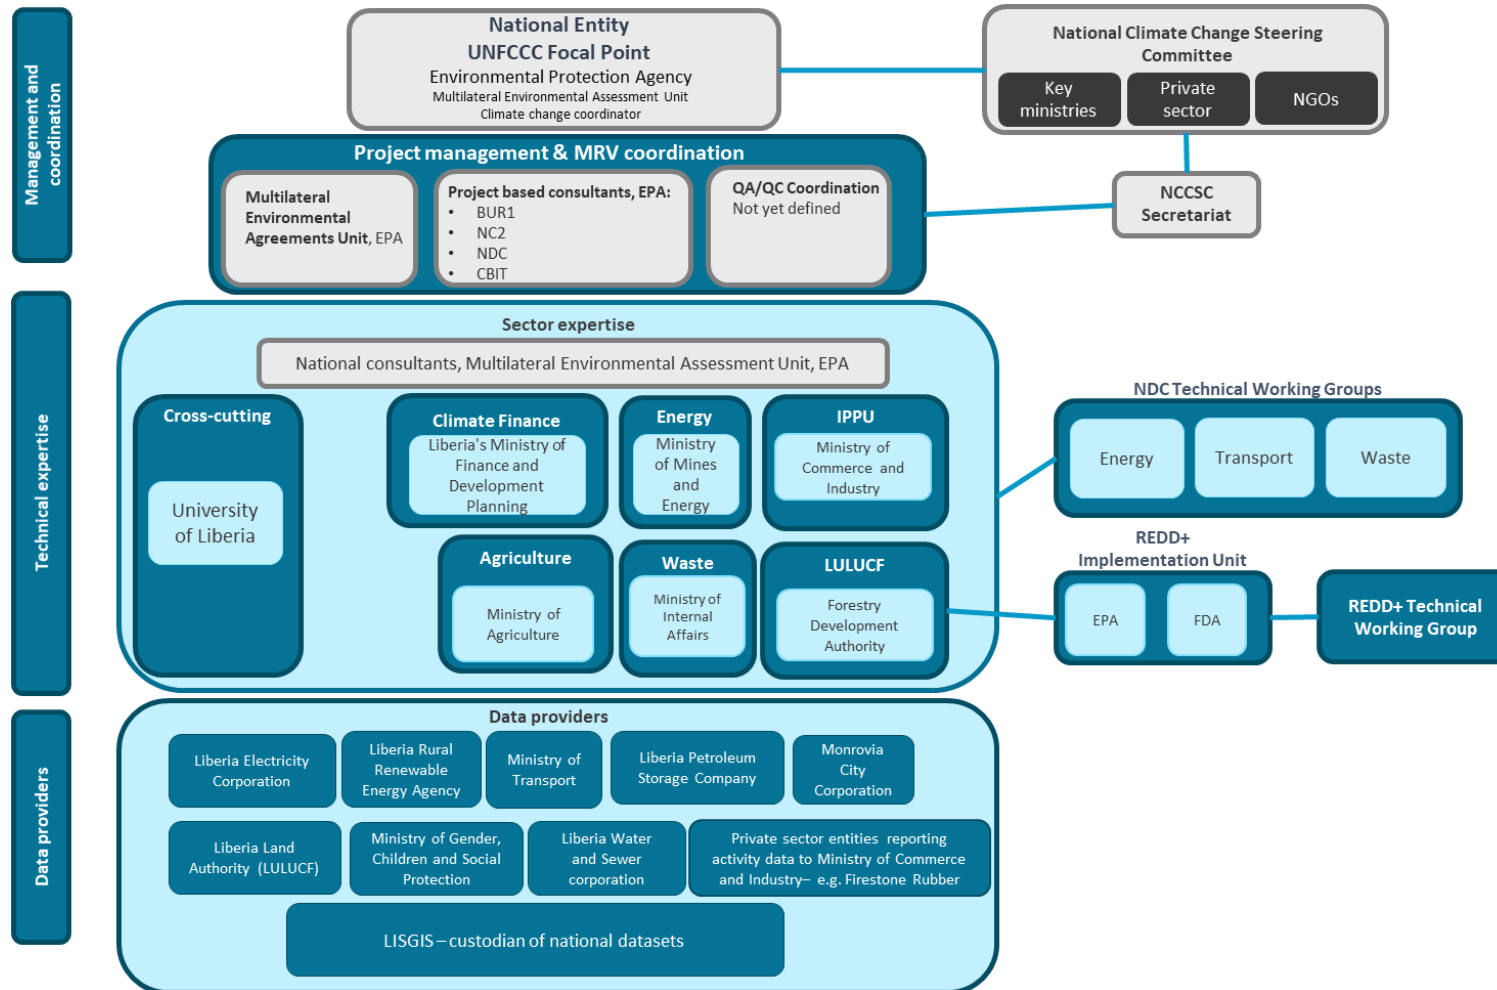 Management and
coordination
National Entity
UNFCCC Focal Point
Environmental Protection Agency
Multilateral Environmental Assessment Unit
Climate change coordinator
National Climate Change Steering
Committee
Key
ministries
Private
sector
NGOs
Project management & MRV coordination
Multilateral
Environmental
Agreements Unit, EPA
Project based consultants, EPA:
• BUR1
• NC2
• NDC
• CBIT
QA/QC Coordination
Not yet defined
NCCSC
Secretariat
Technical expertise
Sector expertise
National consultants, Multilateral Environmental Assessment Unit, EPA
Cross-cutting
University
of Liberia
Climate Finance
Liberia's Ministry of
Finance and
Development
Planning
Energy
Ministry
of Mines
and
Energy
IPPU
Ministry of
Commerce and
Industry
Agriculture
Ministry of
Agriculture
Waste
Ministry of
Internal
Affairs
LULUCF
Forestry
Development
Authority
NDC Technical Working Groups
Energy
Transport
Waste
REDD+
Implementation Unit
EPA
FDA
REDD+ Technical
Working Group
Data providers
Data providers
Liberia Electricity
Corporation
Liberia Rural
Renewable
Energy Agency
Ministry of
Transport
Liberia Petroleum
Storage Company
Monrovia
City
Corporation
Liberia Land
Authority (LULUCF)
Ministry of Gender,
Children and Social
Protection
Liberia Water
and Sewer
corporation
Private sector entities reporting
activity data to Ministry of Commerce
and Industry– e.g. Firestone Rubber
LISGIS – custodian of national datasets